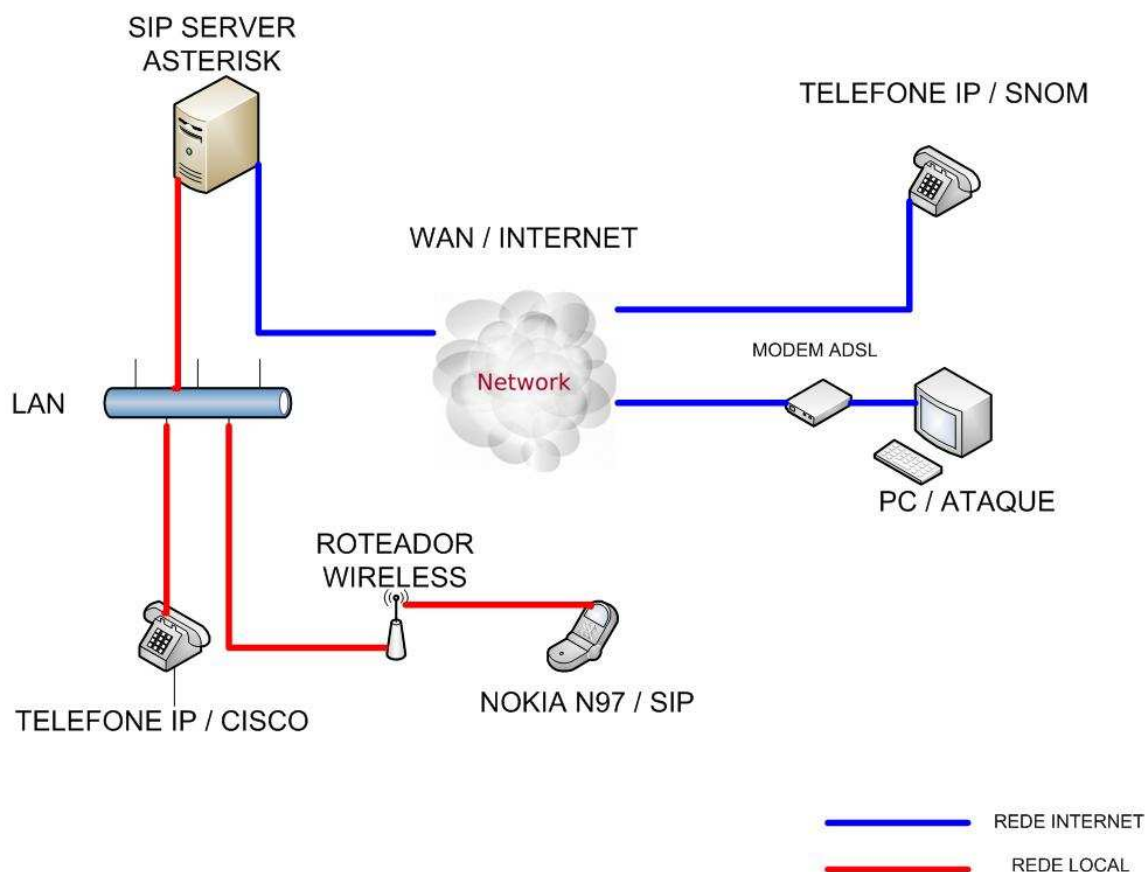 SIP SERVER
ASTERISK
TELEFONE IP / SNOM
WAN / INTERNET
Network
MODEM ADSL
LAN
PC / ATAQUE
ROTEADOR
WIRELESS
NOKIA N97 / SIP
TELEFONE IP / CISCO
REDE INTERNET
REDE LOCAL